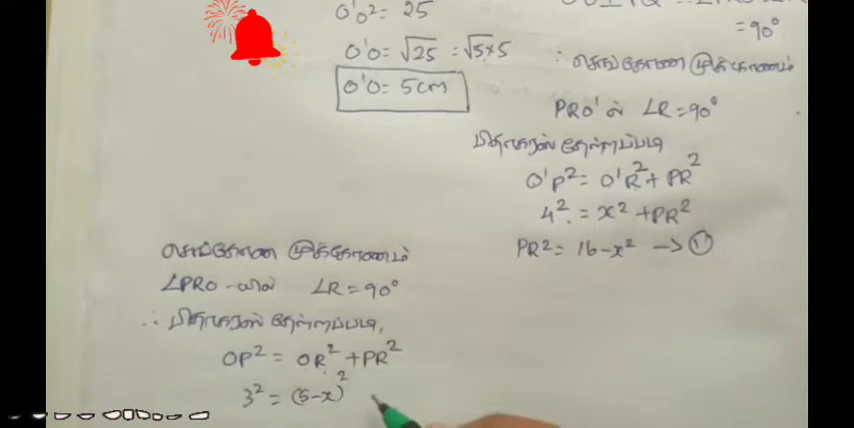 O'O² = 25
O'O = √25 = √5×5
O'O = 5cm
= 90°
∴ செங்கோண முக்கோணம்
PRO' ல் ∠R = 90°
பிதாகரஸ் தேற்றப்படி
O'P² = O'R² + PR²
4² = x² + PR²
PR² = 16 - x² → ①
செங்கோண முக்கோணம்
∠PRO - யில் ∠R = 90°
∴ பிதாகரஸ் தேற்றப்படி,
OP² = OR² + PR²
3² = (5-x)²